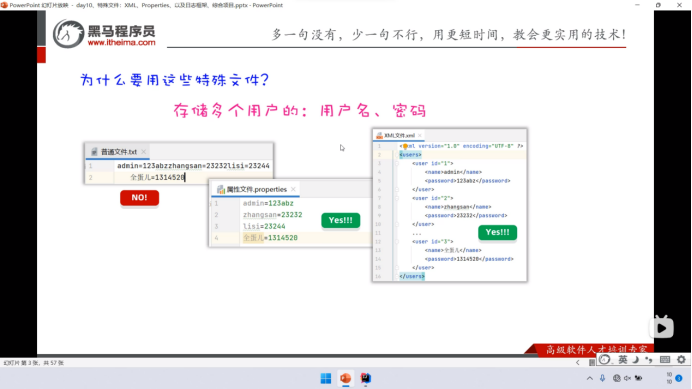 PowerPoint 幻灯片放映 - day10、特殊文件：XML、Properties、以及日志框架、综合项目.pptx - PowerPoint
黑马程序员
www.itheima.com
多一句没有，少一句不行，用更短时间，教会更实用的技术！
为什么要用这些特殊文件？
存储多个用户的：用户名、密码
普通文件.txt
1 admin=123abzzhangsan=23232lisi=23244
2 全蛋儿=1314520
NO!
属性文件.properties
1 admin=123abz
zhangsan=23232
lisi=23244
4 全蛋儿=1314520
Yes!!!
XML文件.xml
<?xml version="1.0" encoding="UTF-8" ?>
<users>
<user id="1">
<name>admin</name>
<password>123abz</password>
</user>
<user id="2">
<name>zhangsan</name>
<password>23232</password>
</user>
...
<user id="3">
<name>全蛋儿</name>
<password>1314520</password>
</user>
</users>
Yes!!!
高级软件人才培训专家
幻灯片 第 3 张，共 57 张
英